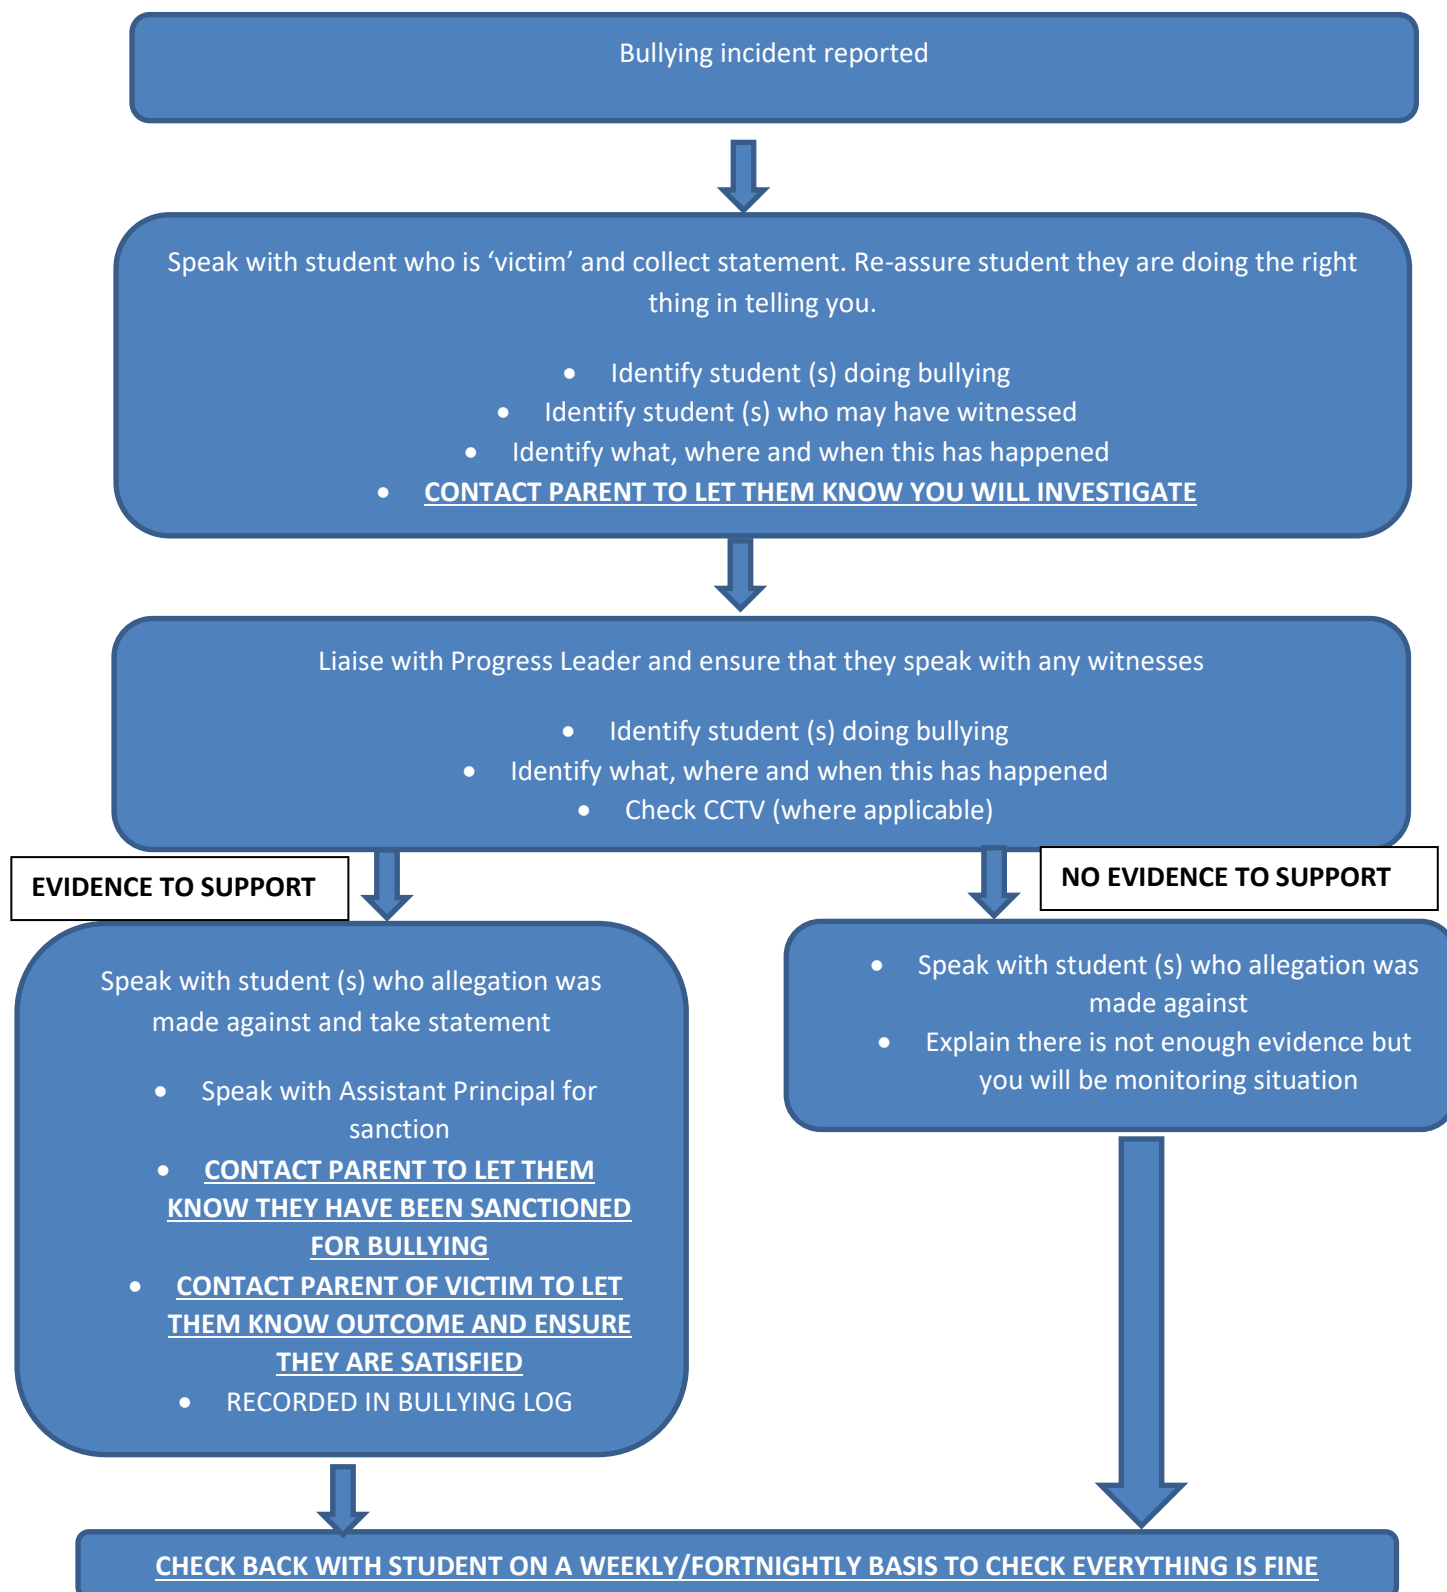 Bullying incident reported
Speak with student who is ‘victim’ and collect statement. Re-assure student they are doing the right
thing in telling you.
• Identify student (s) doing bullying
• Identify student (s) who may have witnessed
• Identify what, where and when this has happened
• CONTACT PARENT TO LET THEM KNOW YOU WILL INVESTIGATE
Liaise with Progress Leader and ensure that they speak with any witnesses
• Identify student (s) doing bullying
• Identify what, where and when this has happened
• Check CCTV (where applicable)
EVIDENCE TO SUPPORT
Speak with student (s) who allegation was
made against and take statement
• Speak with Assistant Principal for
sanction
• CONTACT PARENT TO LET THEM
KNOW THEY HAVE BEEN SANCTIONED
FOR BULLYING
• CONTACT PARENT OF VICTIM TO LET
THEM KNOW OUTCOME AND ENSURE
THEY ARE SATISFIED
• RECORDED IN BULLYING LOG
NO EVIDENCE TO SUPPORT
• Speak with student (s) who allegation was
made against
• Explain there is not enough evidence but
you will be monitoring situation
CHECK BACK WITH STUDENT ON A WEEKLY/FORTNIGHTLY BASIS TO CHECK EVERYTHING IS FINE